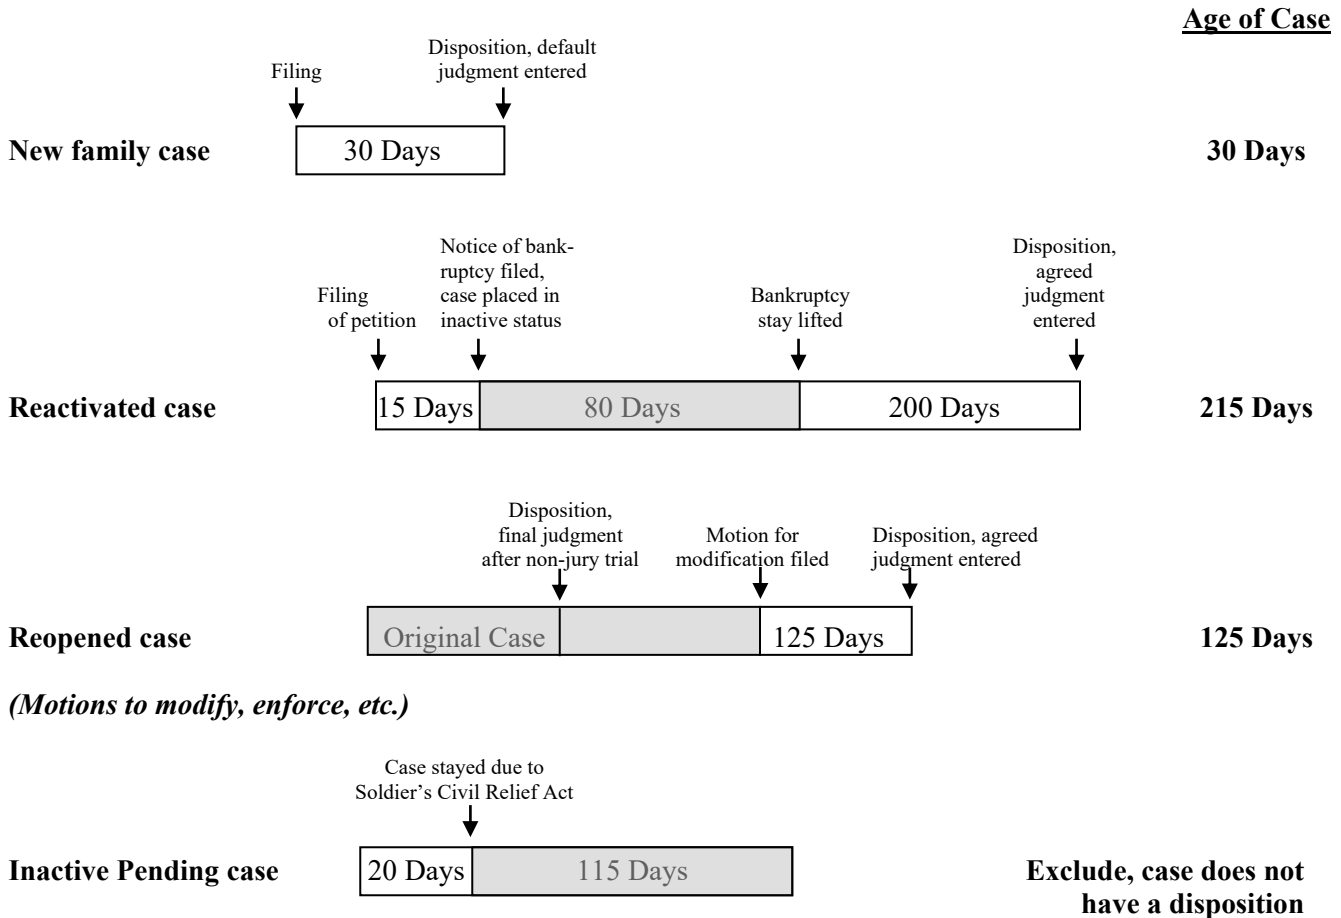 Age of Case
Filing
Disposition, default
judgment entered
New family case
30 Days
30 Days
Filing
of petition
Notice of bank-
ruptcy filed,
case placed in
inactive status
Bankruptcy
stay lifted
Disposition,
agreed
judgment
entered
Reactivated case
15 Days
80 Days
200 Days
215 Days
Disposition,
final judgment
after non-jury trial
Motion for
modification filed
Disposition, agreed
judgment entered
Reopened case
Original Case
125 Days
125 Days
(Motions to modify, enforce, etc.)
Case stayed due to
Soldier’s Civil Relief Act
Inactive Pending case
20 Days
115 Days
Exclude, case does not
have a disposition